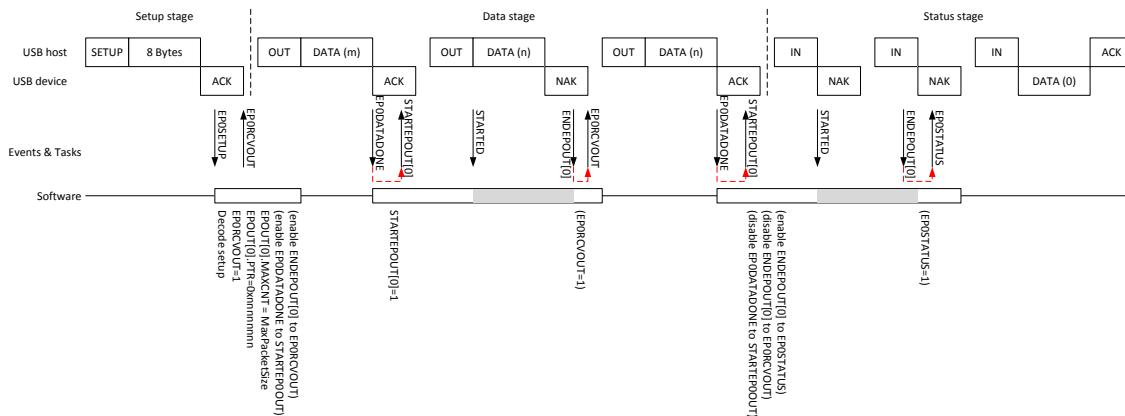 Setup stage
Data stage
Status stage
USB host
SETUP
8 Bytes
OUT
DATA (m)
OUT
DATA (n)
OUT
DATA (n)
IN
IN
IN
ACK
USB device
ACK
ACK
NAK
ACK
NAK
NAK
DATA (0)
Events & Tasks
EP0SETUP
EP0RCVOUT
EP0DATADONE
STARTEPOUT[0]
STARTED
ENDEPOUT[0]
EP0RCVOUT
EP0DATADONE
STARTEPOUT[0]
STARTED
ENDEPOUT[0]
EP0STATUS
Software
(enable ENDEPOUT[0] to EP0RCVOUT)
(enable EP0DATADONE to STARTEP0OUT)
EPOUT[0].MAXCNT = MaxPacketSize
EPOUT[0].PTR=0xnnnnnnnn
EP0RCVOUT=1
Decode setup
STARTEPOUT[0]=1
(EP0RCVOUT=1)
(enable ENDEPOUT[0] to EP0STATUS)
(disable ENDEPOUT[0] to EP0RCVOUT)
(disable EP0DATADONE to STARTEP0OUT)
(EP0STATUS=1)